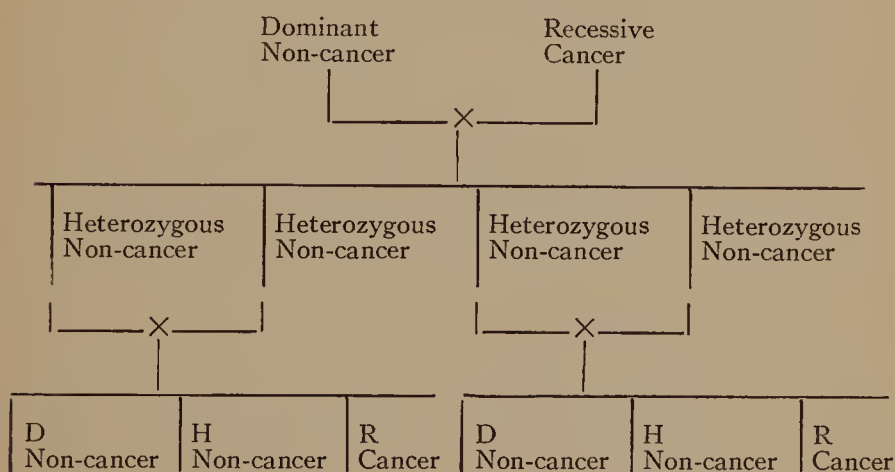 Dominant
Non-cancer
Recessive
Cancer
×
Heterozygous
Non-cancer
Heterozygous
Non-cancer
Heterozygous
Non-cancer
Heterozygous
Non-cancer
×
×
D
Non-cancer
H
Non-cancer
R
Cancer
D
Non-cancer
H
Non-cancer
R
Cancer